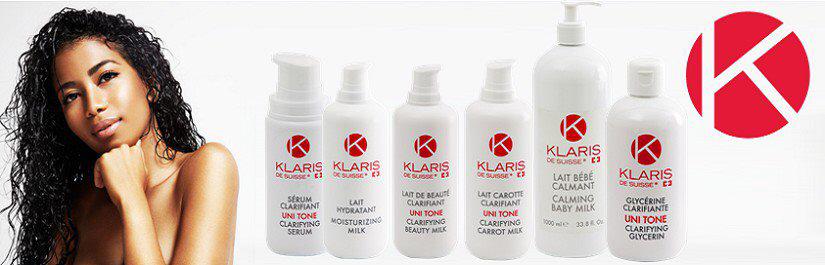 KLARIS
DE SUISSE®
SÉRUM
CLARIFIANT
UNI TONE
CLARIFYING
SERUM
KLARIS
DE SUISSE®
LAIT
HYDRATANT
MOISTURIZING
MILK
KLARIS
DE SUISSE®
LAIT DE BEAUTÉ
CLARIFIANT
UNI TONE
CLARIFYING
BEAUTY MILK
KLARIS
DE SUISSE®
LAIT CAROTTE
CLARIFIANT
UNI TONE
CLARIFYING
CARROT MILK
KLARIS
DE SUISSE®
LAIT BÉBÉ
CALMANT
CALMING
BABY MILK
1000 ml e 33.8 fl. oz
KLARIS
DE SUISSE®
GLYCÉRINE
CLARIFIANTE
UNI TONE
CLARIFYING
GLYCERIN
K